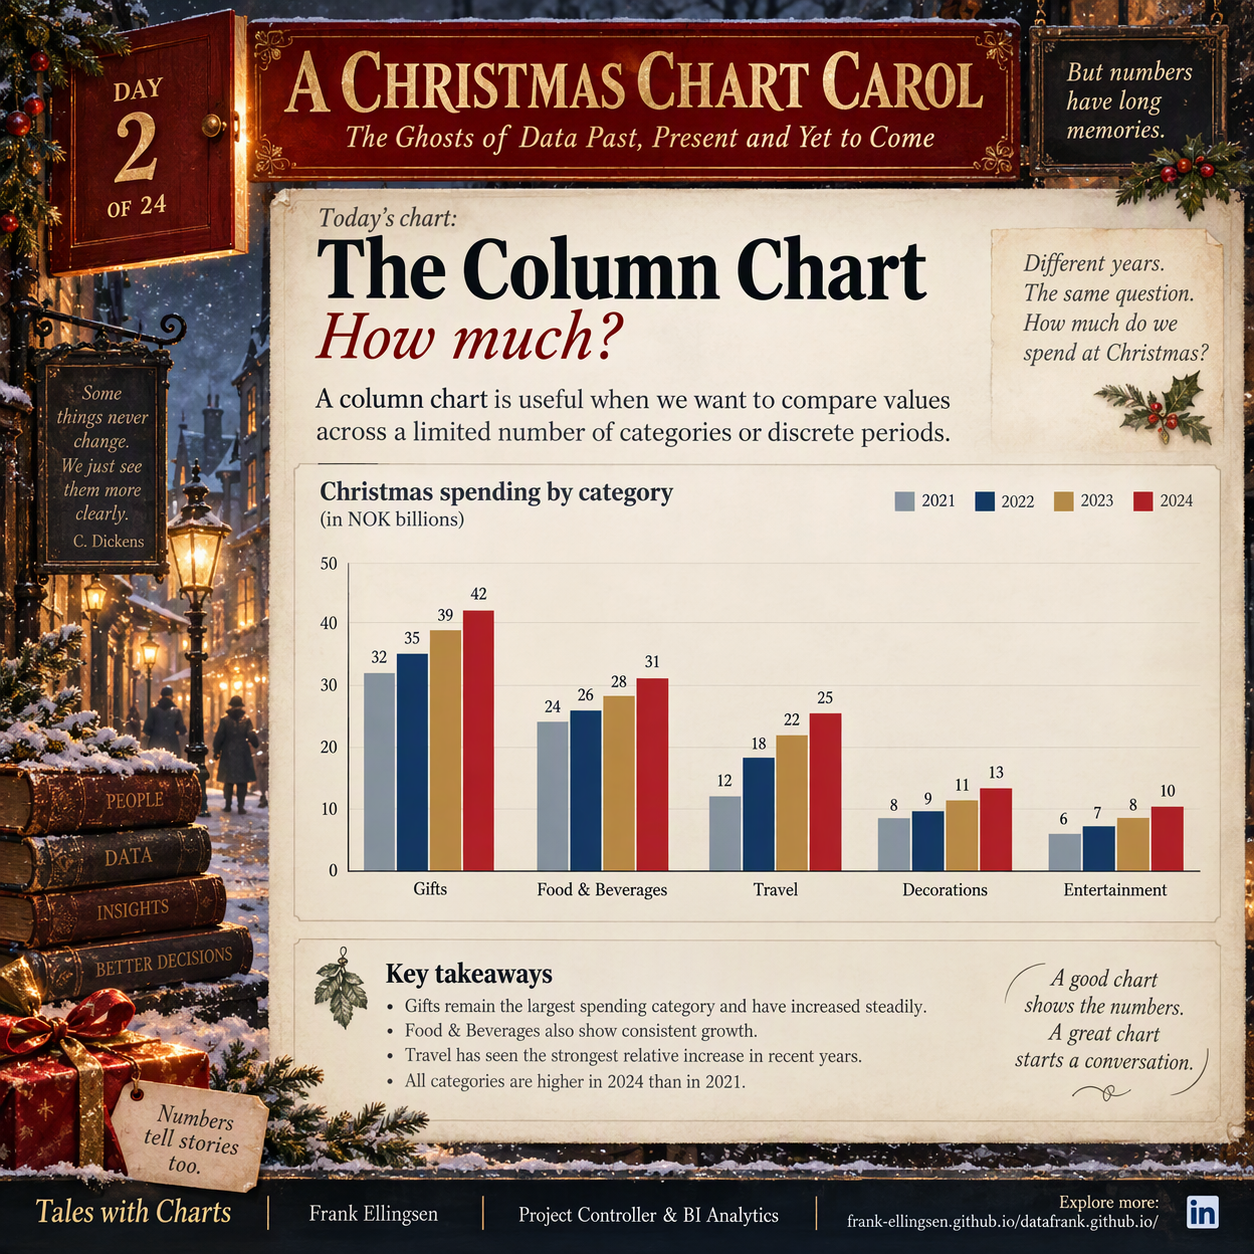 DAY
2
OF 24
A CHRISTMAS CHART CAROL
The Ghosts of Data Past, Present and Yet to Come
But numbers
have long
memories.
Today's chart:
The Column Chart
How much?
A column chart is useful when we want to compare values
across a limited number of categories or discrete periods.
Different years.
The same question.
How much do we
spend at Christmas?
Some
things never
change.
We just see
them more
clearly.
C. Dickens
Christmas spending by category
(in NOK billions)
2021 2022 2023 2024
50
40
30
20
10
0
32 35 39 42
24 26 28 31
12 18 22 25
8 9 11 13
6 7 8 10
Gifts Food & Beverages Travel Decorations Entertainment
PEOPLE
DATA
INSIGHTS
BETTER DECISIONS
Key takeaways
• Gifts remain the largest spending category and have increased steadily.
• Food & Beverages also show consistent growth.
• Travel has seen the strongest relative increase in recent years.
• All categories are higher in 2024 than in 2021.
A good chart
shows the numbers.
A great chart
starts a conversation.
Numbers
tell stories
too.
Tales with Charts
Frank Ellingsen
Project Controller & BI Analytics
Explore more:
frank-ellingsen.github.io/datafrank.github.io/
in